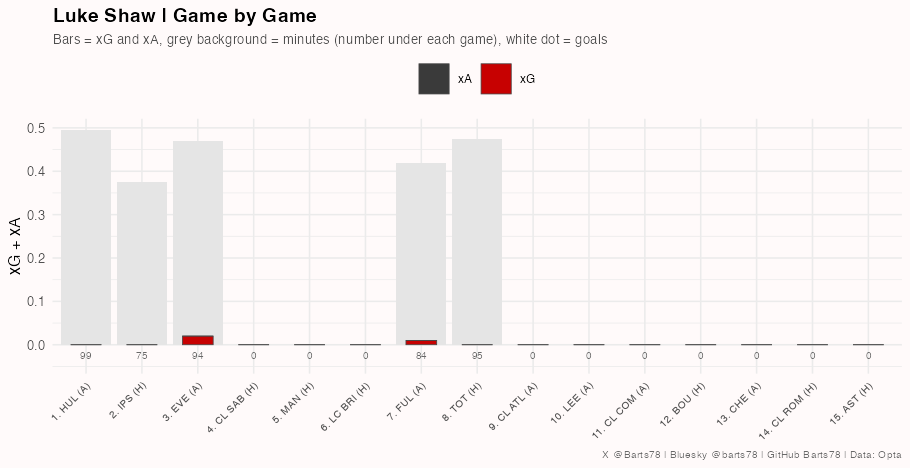 Luke Shaw | Game by Game
Bars = xG and xA, grey background = minutes (number under each game), white dot = goals
xA xG
xG + xA
0.5
0.4
0.3
0.2
0.1
0.0
99 75 94 0 0 0 84 95 0 0 0 0 0 0 0
1. HUL (A)
2. IPS (H)
3. EVE (A)
4. CL SAB (H)
5. MAN (H)
6. LC BRI (H)
7. FUL (A)
8. TOT (H)
9. CL ATL (A)
10. LEE (A)
11. CL COM (A)
12. BOU (H)
13. CHE (A)
14. CL ROM (H)
15. AST (H)
X @Barts78 | Bluesky @barts78 | GitHub Barts78 | Data: Opta